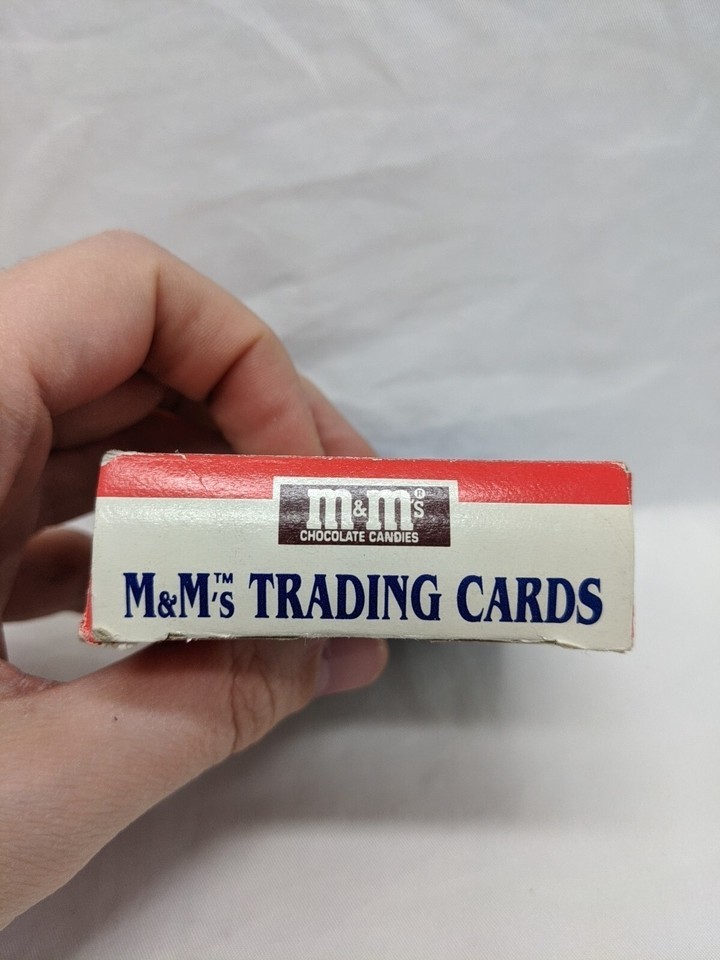 m&m's®
CHOCOLATE CANDIES
M&M's™ TRADING CARDS